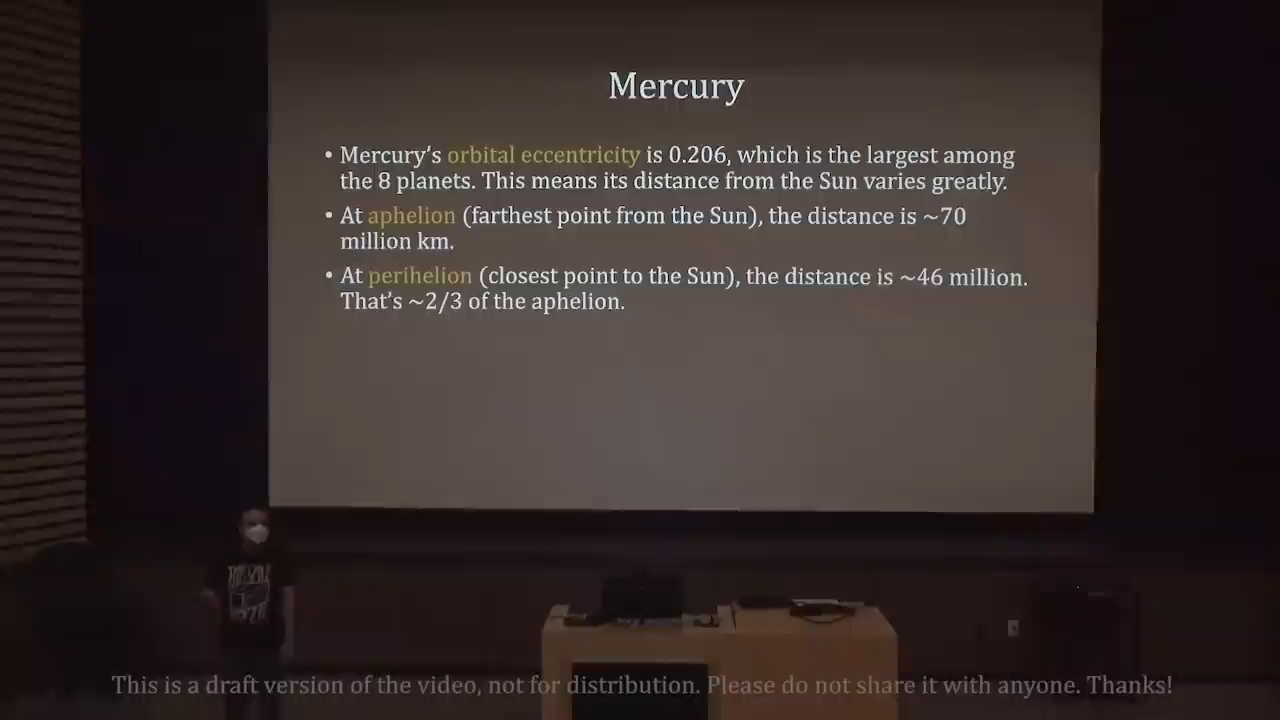 Mercury
• Mercury's orbital eccentricity is 0.206, which is the largest among
the 8 planets. This means its distance from the Sun varies greatly.
• At aphelion (farthest point from the Sun), the distance is ~70
million km.
• At perihelion (closest point to the Sun), the distance is ~46 million.
That's ~2/3 of the aphelion.
This is a draft version of the video, not for distribution. Please do not share it with anyone. Thanks!